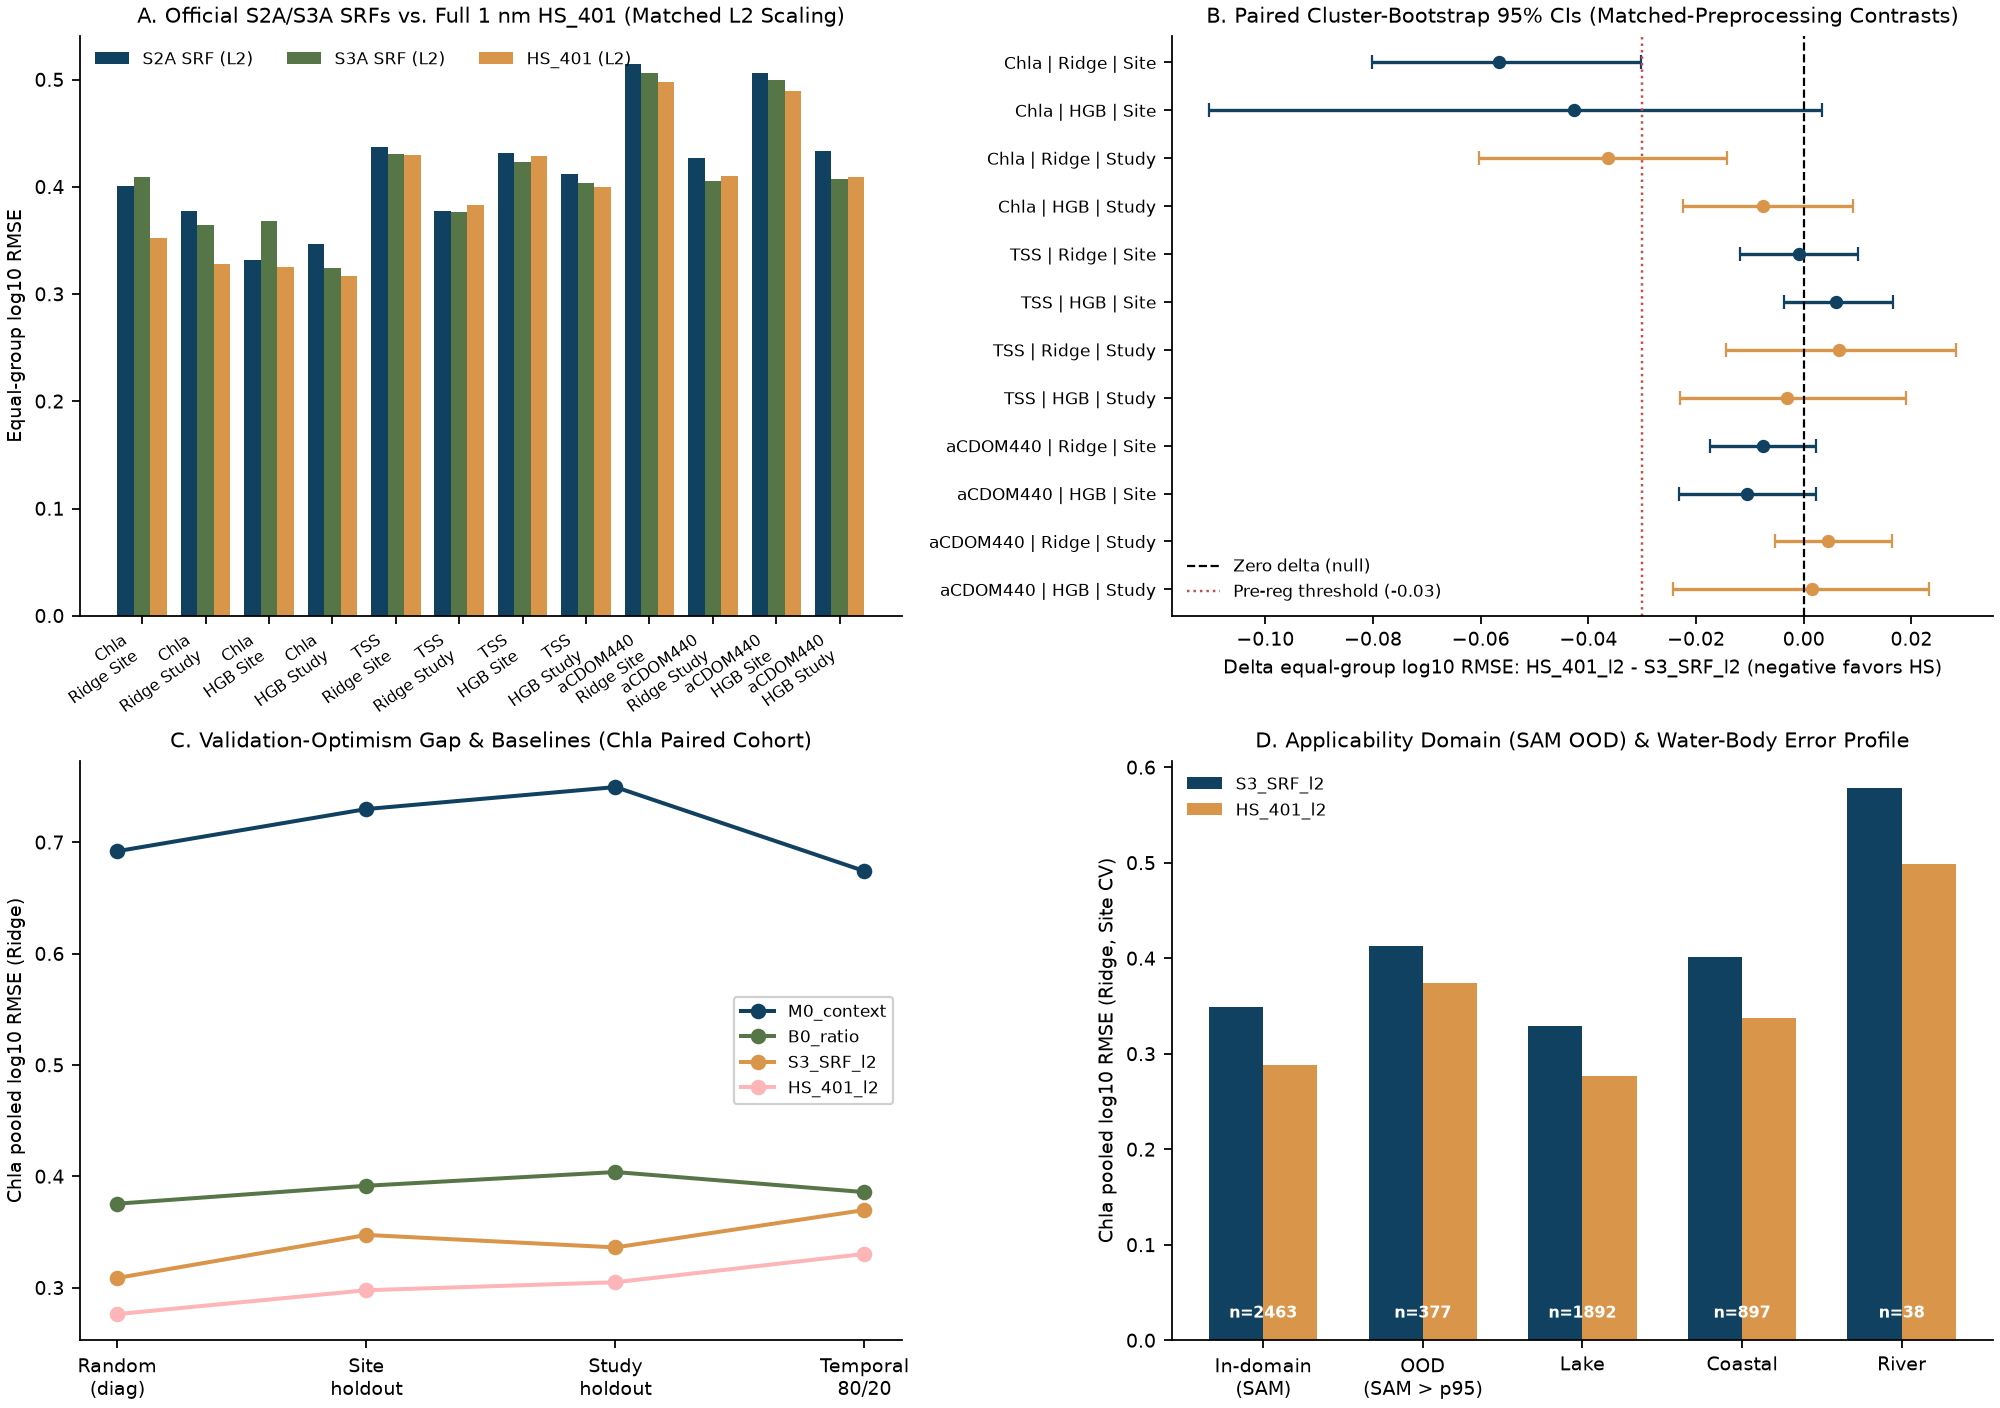 A. Official S2A/S3A SRFs vs. Full 1 nm HS_401 (Matched L2 Scaling)
S2A SRF (L2)
S3A SRF (L2)
HS_401 (L2)
Equal-group log10 RMSE
0.5
0.4
0.3
0.2
0.1
0.0
Chla
Ridge Site
Chla
Ridge Study
Chla
HGB Site
Chla
HGB Study
TSS
Ridge Site
TSS
Ridge Study
TSS
HGB Site
TSS
HGB Study
aCDOM440
Ridge Site
aCDOM440
Ridge Study
aCDOM440
HGB Site
aCDOM440
HGB Study
B. Paired Cluster-Bootstrap 95% CIs (Matched-Preprocessing Contrasts)
Chla | Ridge | Site
Chla | HGB | Site
Chla | Ridge | Study
Chla | HGB | Study
TSS | Ridge | Site
TSS | HGB | Site
TSS | Ridge | Study
TSS | HGB | Study
aCDOM440 | Ridge | Site
aCDOM440 | HGB | Site
aCDOM440 | Ridge | Study
aCDOM440 | HGB | Study
Zero delta (null)
Pre-reg threshold (-0.03)
−0.10
−0.08
−0.06
−0.04
−0.02
0.00
0.02
Delta equal-group log10 RMSE: HS_401_l2 - S3_SRF_l2 (negative favors HS)
C. Validation-Optimism Gap & Baselines (Chla Paired Cohort)
Chla pooled log10 RMSE (Ridge)
0.7
0.6
0.5
0.4
0.3
M0_context
B0_ratio
S3_SRF_l2
HS_401_l2
Random
(diag)
Site
holdout
Study
holdout
Temporal
80/20
D. Applicability Domain (SAM OOD) & Water-Body Error Profile
S3_SRF_l2
HS_401_l2
Chla pooled log10 RMSE (Ridge, Site CV)
0.6
0.5
0.4
0.3
0.2
0.1
0.0
n=2463
n=377
n=1892
n=897
n=38
In-domain
(SAM)
OOD
(SAM > p95)
Lake
Coastal
River